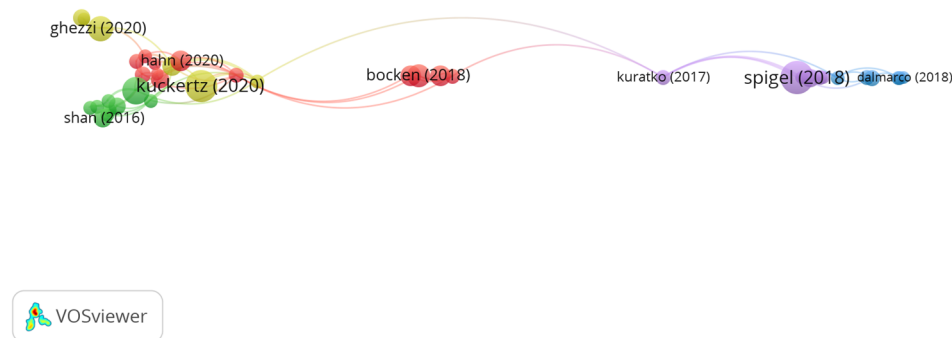 ghezzi (2020)
hahn (2020)
kuckertz (2020)
shan (2016)
bocken (2018)
kuratko (2017)
spigel (2018)
dalmarco (2018)
VOSviewer